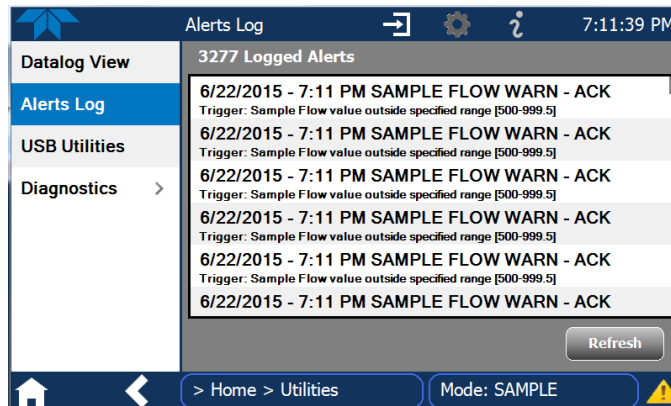 Alerts Log
7:11:39 PM
Datalog View
Alerts Log
USB Utilities
Diagnostics >
3277 Logged Alerts
6/22/2015 - 7:11 PM SAMPLE FLOW WARN - ACK
Trigger: Sample Flow value outside specified range [500-999.5]
6/22/2015 - 7:11 PM SAMPLE FLOW WARN - ACK
Trigger: Sample Flow value outside specified range [500-999.5]
6/22/2015 - 7:11 PM SAMPLE FLOW WARN - ACK
Trigger: Sample Flow value outside specified range [500-999.5]
6/22/2015 - 7:11 PM SAMPLE FLOW WARN - ACK
Trigger: Sample Flow value outside specified range [500-999.5]
6/22/2015 - 7:11 PM SAMPLE FLOW WARN - ACK
Trigger: Sample Flow value outside specified range [500-999.5]
6/22/2015 - 7:11 PM SAMPLE FLOW WARN - ACK
Refresh
> Home > Utilities
Mode: SAMPLE